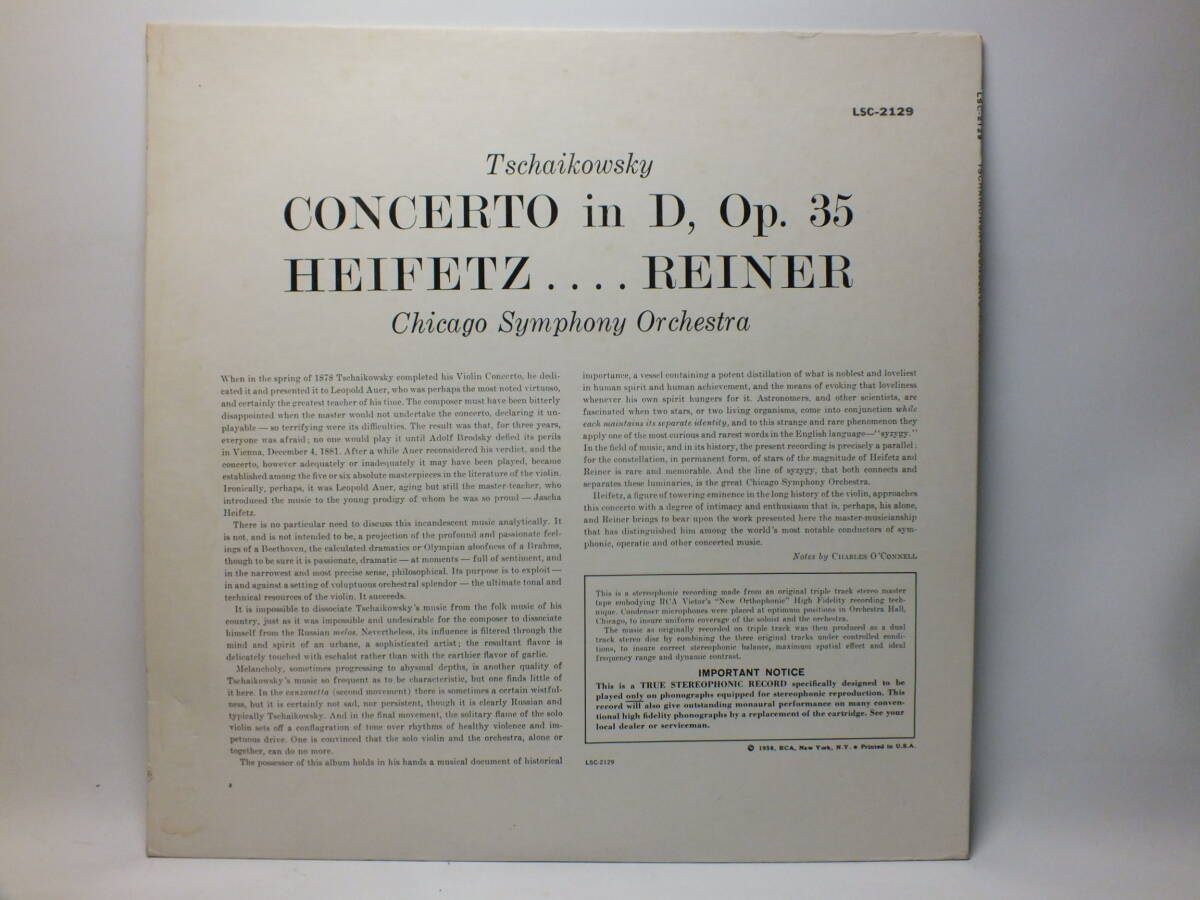 LSC-2129
Tschaikowsky
CONCERTO in D, Op. 35
HEIFETZ .... REINER
Chicago Symphony Orchestra
When in the spring of 1878 Tschaikowsky completed his Violin Concerto, he dedi-
cated it and presented it to Leopold Auer, who was perhaps the most noted virtuoso,
and certainly the greatest teacher of his time. The composer must have been bitterly
disappointed when the master would not undertake the concerto, declaring it un-
playable — so terrifying were its difficulties. The result was that, for three years,
everyone was afraid; no one would play it until Adolf Brodsky defied its perils
in Vienna, December 4, 1881. After a while Auer reconsidered his verdict, and the
concerto, however adequately or inadequately it may have been played, became
established among the five or six absolute masterpieces in the literature of the violin.
Ironically, perhaps, it was Leopold Auer, aging but still the master-teacher, who
introduced the music to the young prodigy of whom he was so proud — Jascha
Heifetz.
There is no particular need to discuss this incandescent music analytically. It
is not, and is not intended to be, a projection of the profound and passionate feel-
ings of a Beethoven, the calculated dramatics or Olympian aloofness of a Brahms,
though to be sure it is passionate, dramatic — at moments — full of sentiment, and
in the narrowest and most precise sense, philosophical. Its purpose is to exploit —
in and against a setting of voluptuous orchestral splendor — the ultimate tonal and
technical resources of the violin. It succeeds.
It is impossible to dissociate Tschaikowsky's music from the folk music of his
country, just as it was impossible and undesirable for the composer to dissociate
himself from the Russian melos. Nevertheless, its influence is filtered through the
mind and spirit of an urbane, a sophisticated artist; the resultant flavor is
delicately touched with eschalot rather than with the earthier flavor of garlic.
Melancholy, sometimes progressing to abysmal depths, is another quality of
Tschaikowsky's music so frequent as to be characteristic, but one finds little of
it here. In the canzonetta (second movement) there is sometimes a certain wistful-
ness, but it is certainly not sad, nor persistent, though it is clearly Russian and
typically Tschaikowsky. And in the final movement, the solitary flame of the solo
violin sets off a conflagration of tone over rhythms of healthy violence and im-
petuous drive. One is convinced that the solo violin and the orchestra, alone or
together, can do no more.
The possessor of this album holds in his hands a musical document of historical
importance, a vessel containing a potent distillation of what is noblest and loveliest
in human spirit and human achievement, and the means of evoking that loveliness
whenever his own spirit hungers for it. Astronomers, and other scientists, are
fascinated when two stars, or two living organisms, come into conjunction while
each maintains its separate identity, and to this strange and rare phenomenon they
apply one of the most curious and rarest words in the English language—"syzygy."
In the field of music, and in its history, the present recording is precisely a parallel;
for the constellation, in permanent form, of stars of the magnitude of Heifetz and
Reiner is rare and memorable. And the line of syzygy, that both connects and
separates these luminaries, is the great Chicago Symphony Orchestra.
Heifetz, a figure of towering eminence in the long history of the violin, approaches
this concerto with a degree of intimacy and enthusiasm that is, perhaps, his alone,
and Reiner brings to bear upon the work presented here the master-musicianship
that has distinguished him among the world's most notable conductors of sym-
phonic, operatic and other concerted music.
Notes by CHARLES O'CONNELL
This is a stereophonic recording made from an original triple track stereo master
tape embodying RCA Victor's "New Orthophonic" High Fidelity recording tech-
nique. Condenser microphones were placed at optimum positions in Orchestra Hall,
Chicago, to insure uniform coverage of the soloist and the orchestra.
The music as originally recorded on triple track was then produced as a dual
track stereo disc by combining the three original tracks under controlled condi-
tions, to insure correct stereophonic balance, maximum spatial effect and ideal
frequency range and dynamic contrast.
IMPORTANT NOTICE
This is a TRUE STEREOPHONIC RECORD specifically designed to be
played only on phonographs equipped for stereophonic reproduction. This
record will also give outstanding monaural performance on many conven-
tional high fidelity phonographs by a replacement of the cartridge. See your
local dealer or serviceman.
© 1958, RCA, New York, N.Y. • Printed in U.S.A.
LSC-2129
LSC-2129